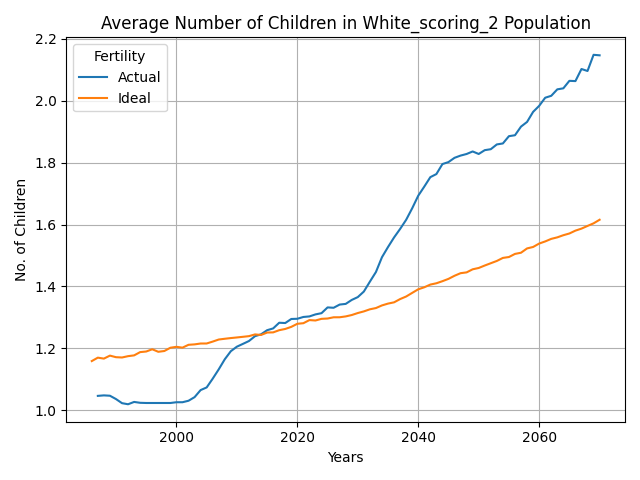 Average Number of Children in White_scoring_2 Population
Fertility
Actual
Ideal
No. of Children
2.2
2.0
1.8
1.6
1.4
1.2
1.0
2000
2020
2040
2060
Years